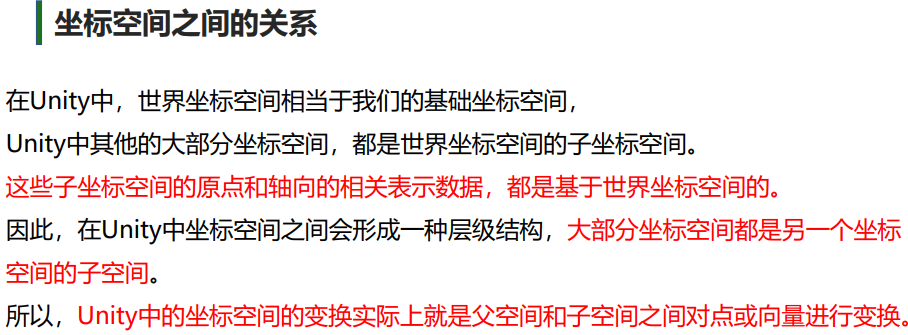 坐标空间之间的关系
在Unity中，世界坐标空间相当于我们的基础坐标空间，
Unity中其他的大部分坐标空间，都是世界坐标空间的子坐标空间。
这些子坐标空间的原点和轴向的相关表示数据，都是基于世界坐标空间的。
因此，在Unity中坐标空间之间会形成一种层级结构，大部分坐标空间都是另一个坐标
空间的子空间。
所以，Unity中的坐标空间的变换实际上就是父空间和子空间之间对点或向量进行变换。